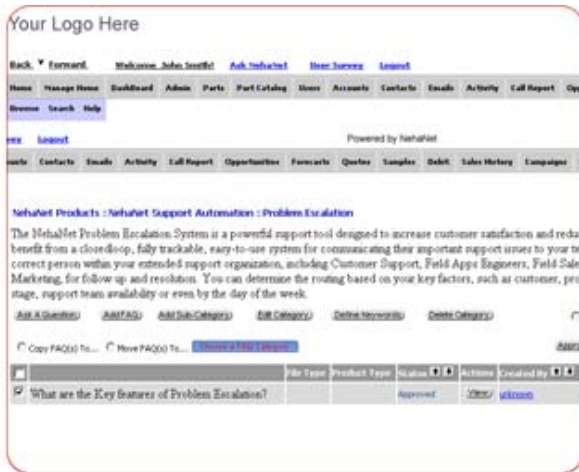 Your Logo Here
Back ▼ Forward. Welcome John Smith! Ask NehaNet User Survey Logout
Home Manage Home Dashboard Admin Parts Part Catalog Users Accounts Contacts Emails Activity Call Report Op
Browse Search Help
vey Logout Powered by NehaNet
ounts Contacts Emails Activity Call Report Opportunities Forecasts Quotes Samples Debit Sales History Campaigns
NehaNet Products : NehaNet Support Automation : Problem Escalation
The NehaNet Problem Escalation System is a powerful support tool designed to increase customer satisfaction and redu
benefit from a closedloop, fully trackable, easy-to-use system for communicating their important support issues to your te
correct person within your extended support organization, including Customer Support, Field Apps Engineers, Field Sale
Marketing, for follow up and resolution. You can determine the routing based on your key factors, such as customer, pro
stage, support team availability or even by the day of the week.
Ask A Question Add FAQ Add Sub-Category Edit Category Define Keywords Delete Category
Copy FAQ(s) To... Move FAQ(s) To... Choose a FAQ Category Appro
File Type Product Type Status Actions Created By
What are the Key features of Problem Escalation? Approved View unknown